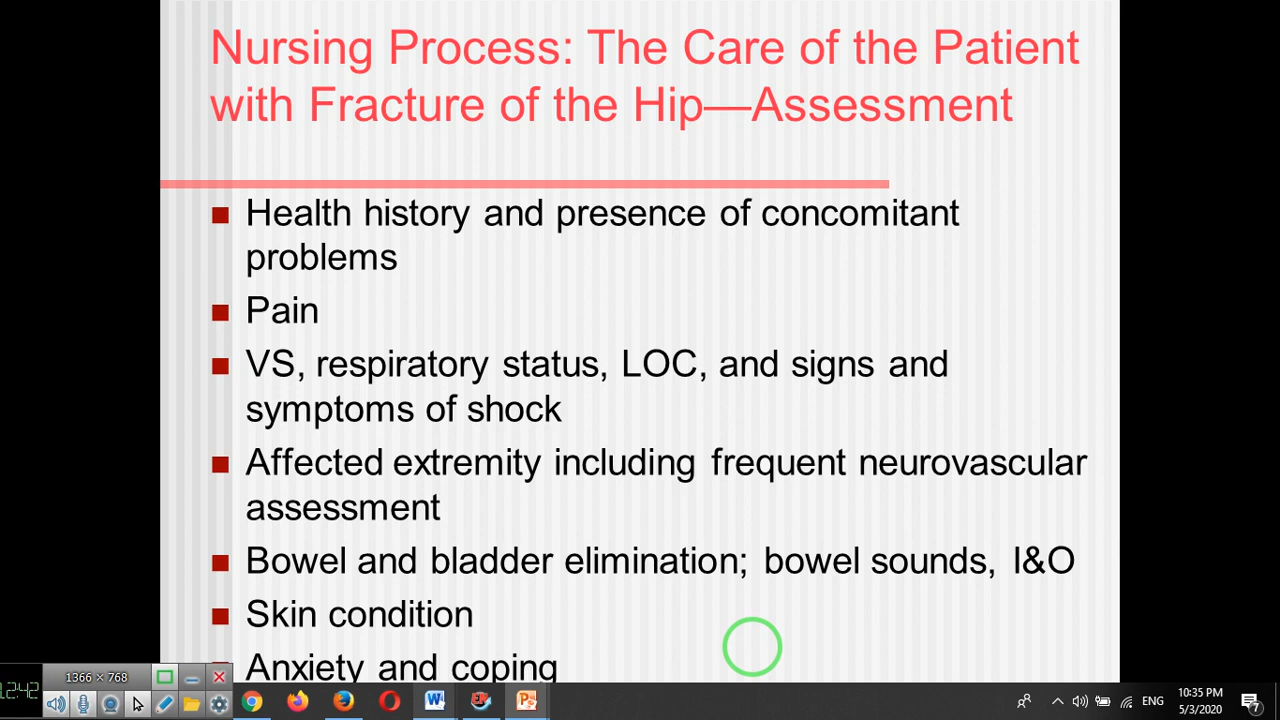 Nursing Process: The Care of the Patient
with Fracture of the Hip—Assessment
Health history and presence of concomitant
problems
Pain
VS, respiratory status, LOC, and signs and
symptoms of shock
Affected extremity including frequent neurovascular
assessment
Bowel and bladder elimination; bowel sounds, I&O
Skin condition
Anxiety and coping
1366 × 768
12:42
ENG
10:35 PM
5/3/2020
7